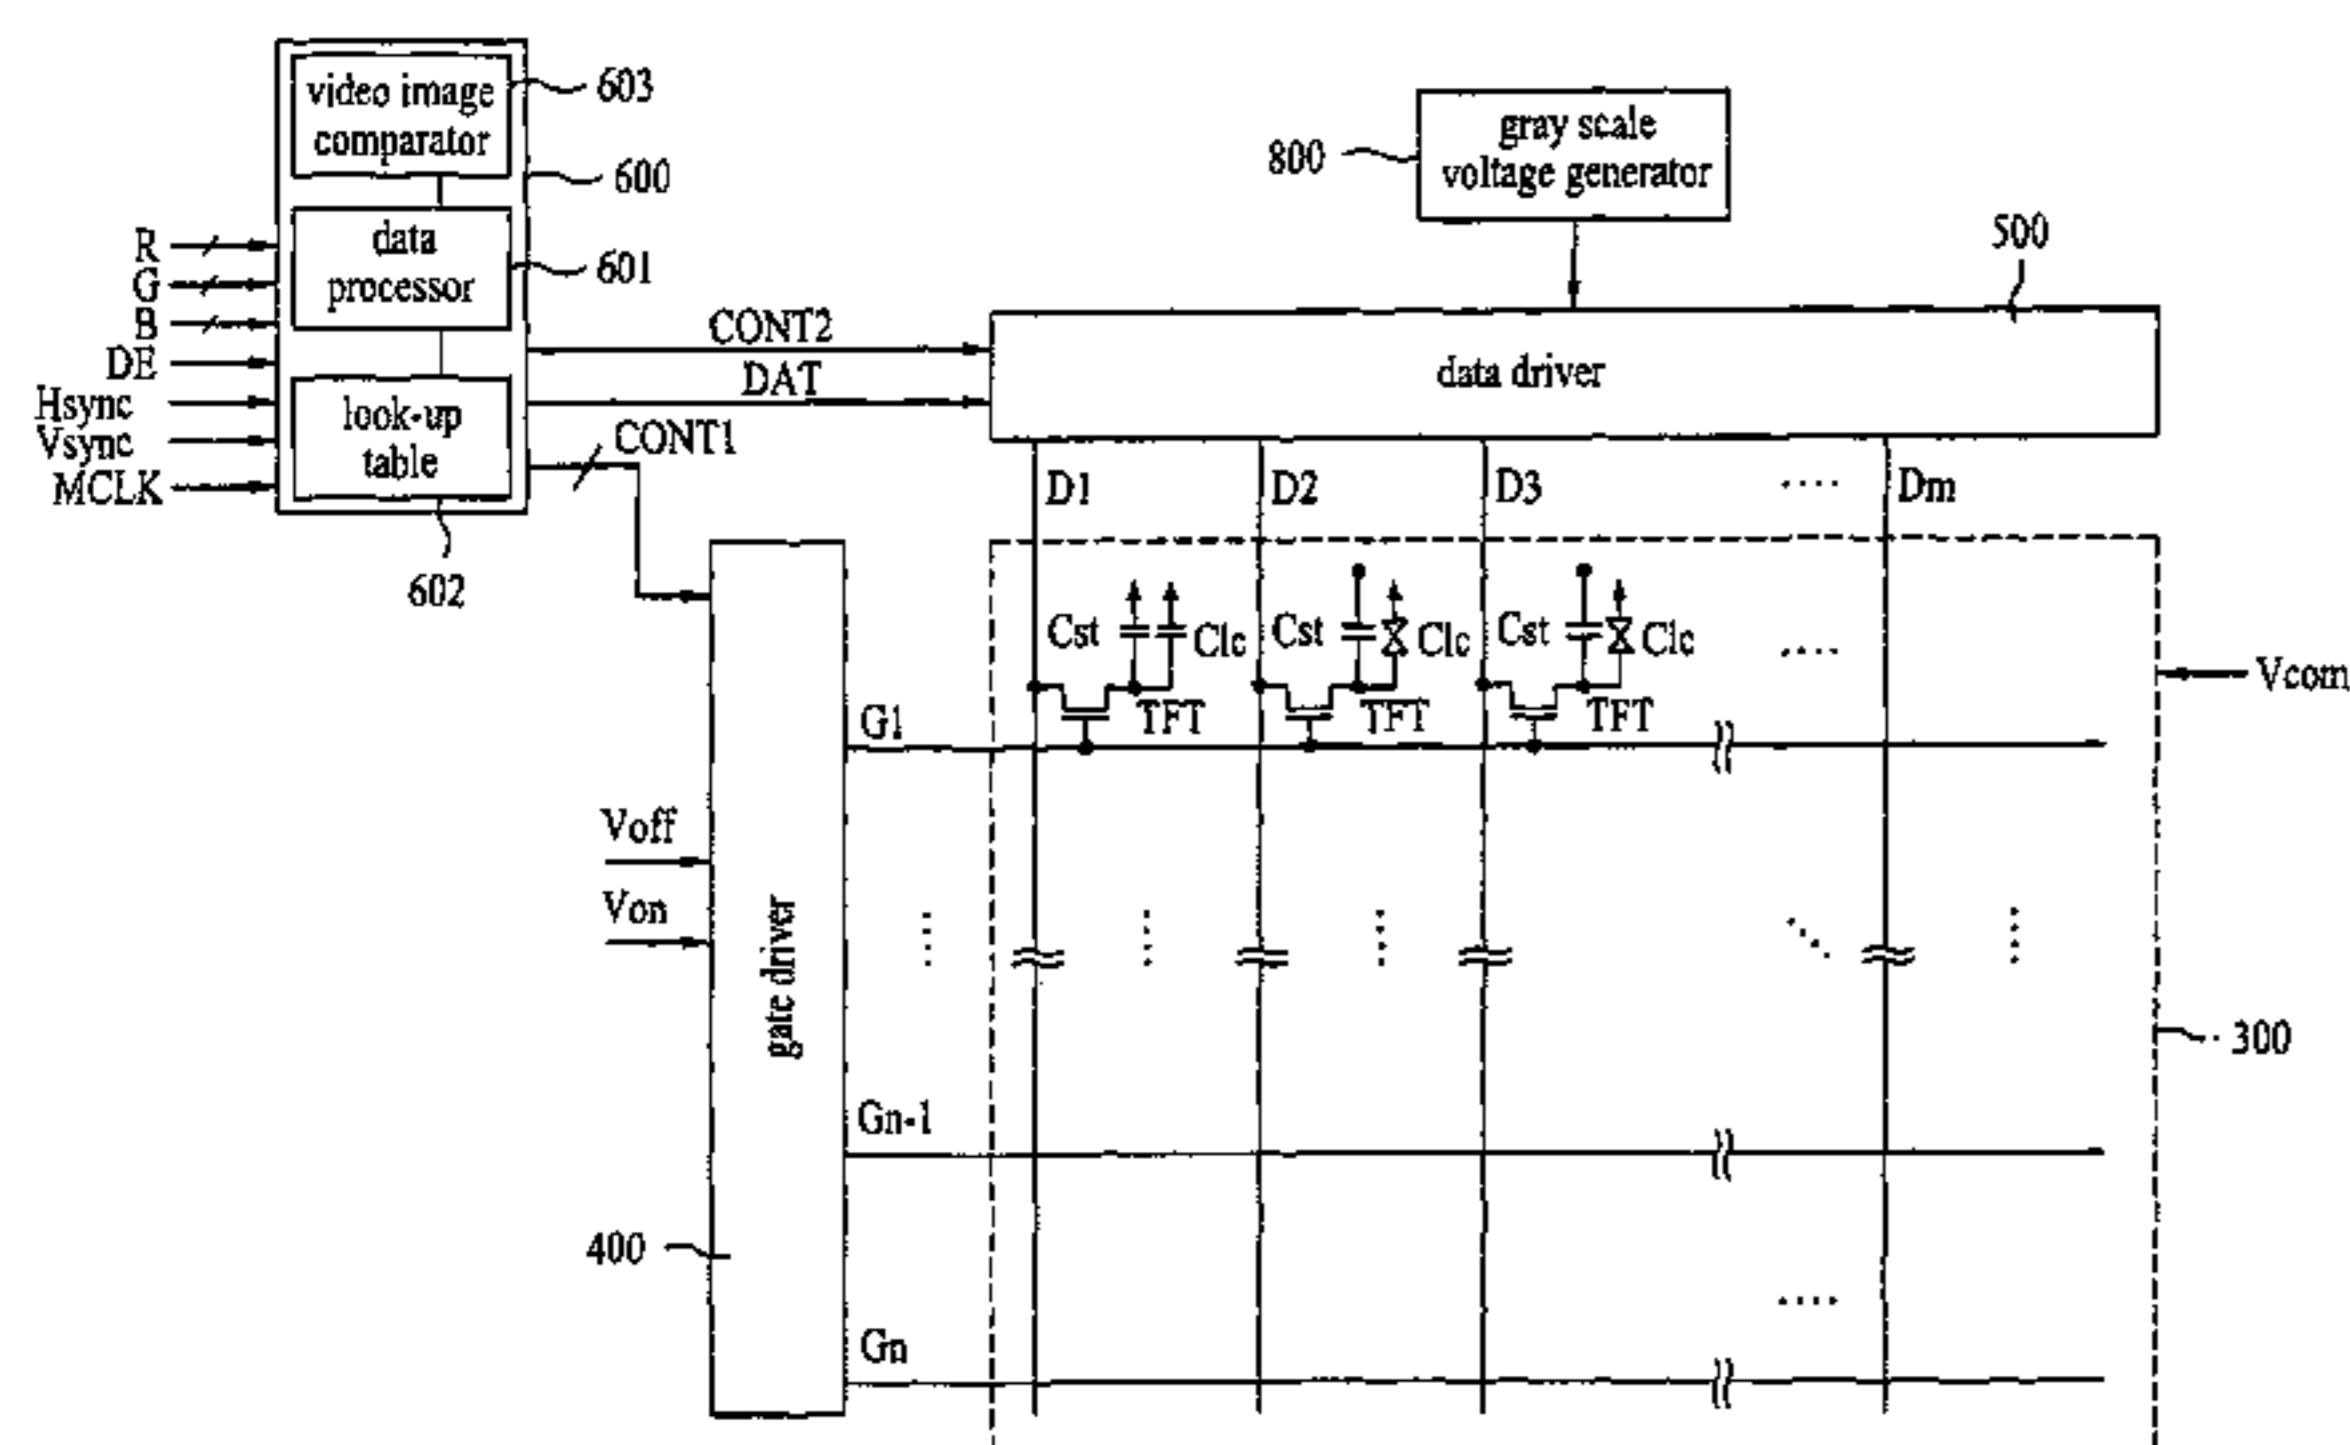 video image
comparator
603
600
gray scale
voltage generator
800
R
G
B
DE
Hsync
Vsync
MCLK
data
processor
601
look-up
table
602
CONT2
DAT
CONT1
500
data driver
D1
D2
D3
....
Dm
Cst
Clc
TFT
Cst
Clc
TFT
Cst
Clc
TFT
....
Vcom
G1
Voff
Von
gate driver
300
Gn-1
400
....
Gn